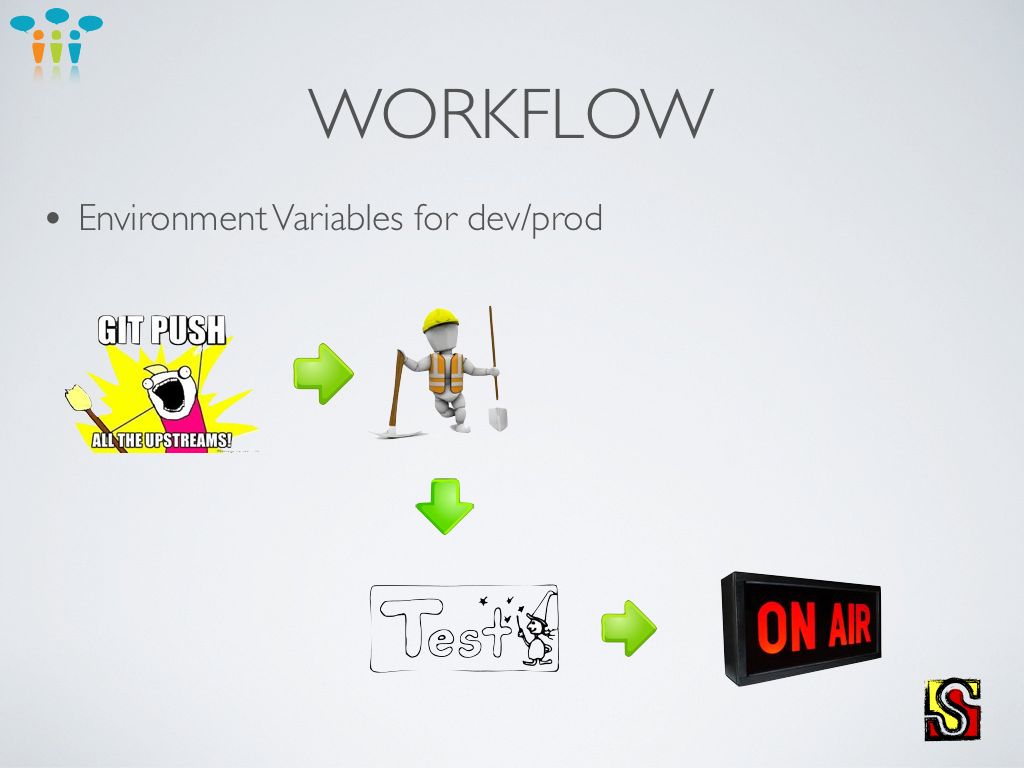 WORKFLOW
• Environment Variables for dev/prod
GIT PUSH
ALL THE UPSTREAMS!
Test
ON AIR
S